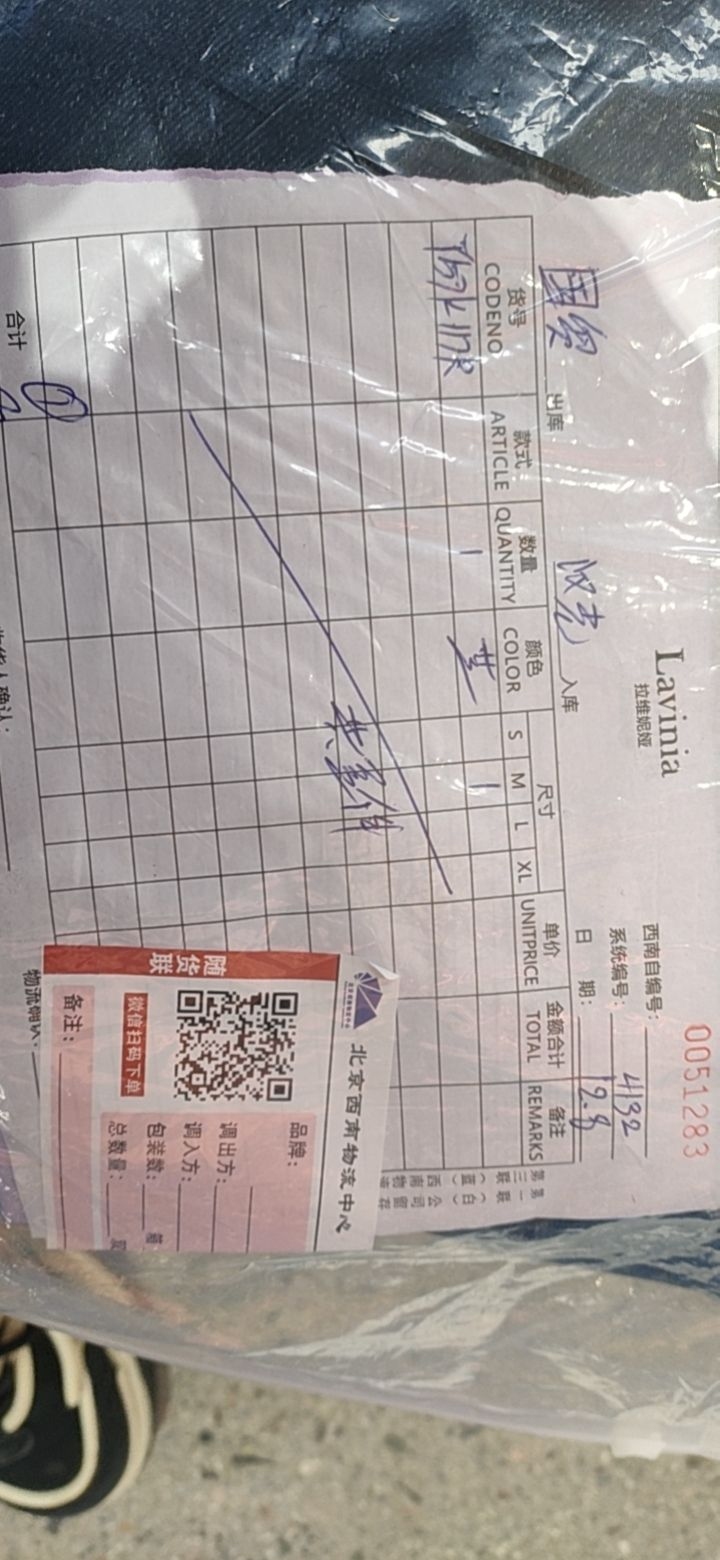 Lavinia
拉维妮娅
0051283
西南自编号:
系统编号: 4132
日 期: 12.8
国贸 出库 汉光 入库
货号 款式 数量 颜色 尺寸 单价 金额合计 备注
CODENO ARTICLE QUANTITY COLOR S M L XL UNITPRICE TOTAL REMARKS
1 1
共壹件
合计 ①
物流确认:
北京西南物流中心
随货联
微信扫码下单
品牌:
调出方:
调入方:
包装数: 箱
总数量:
备注: